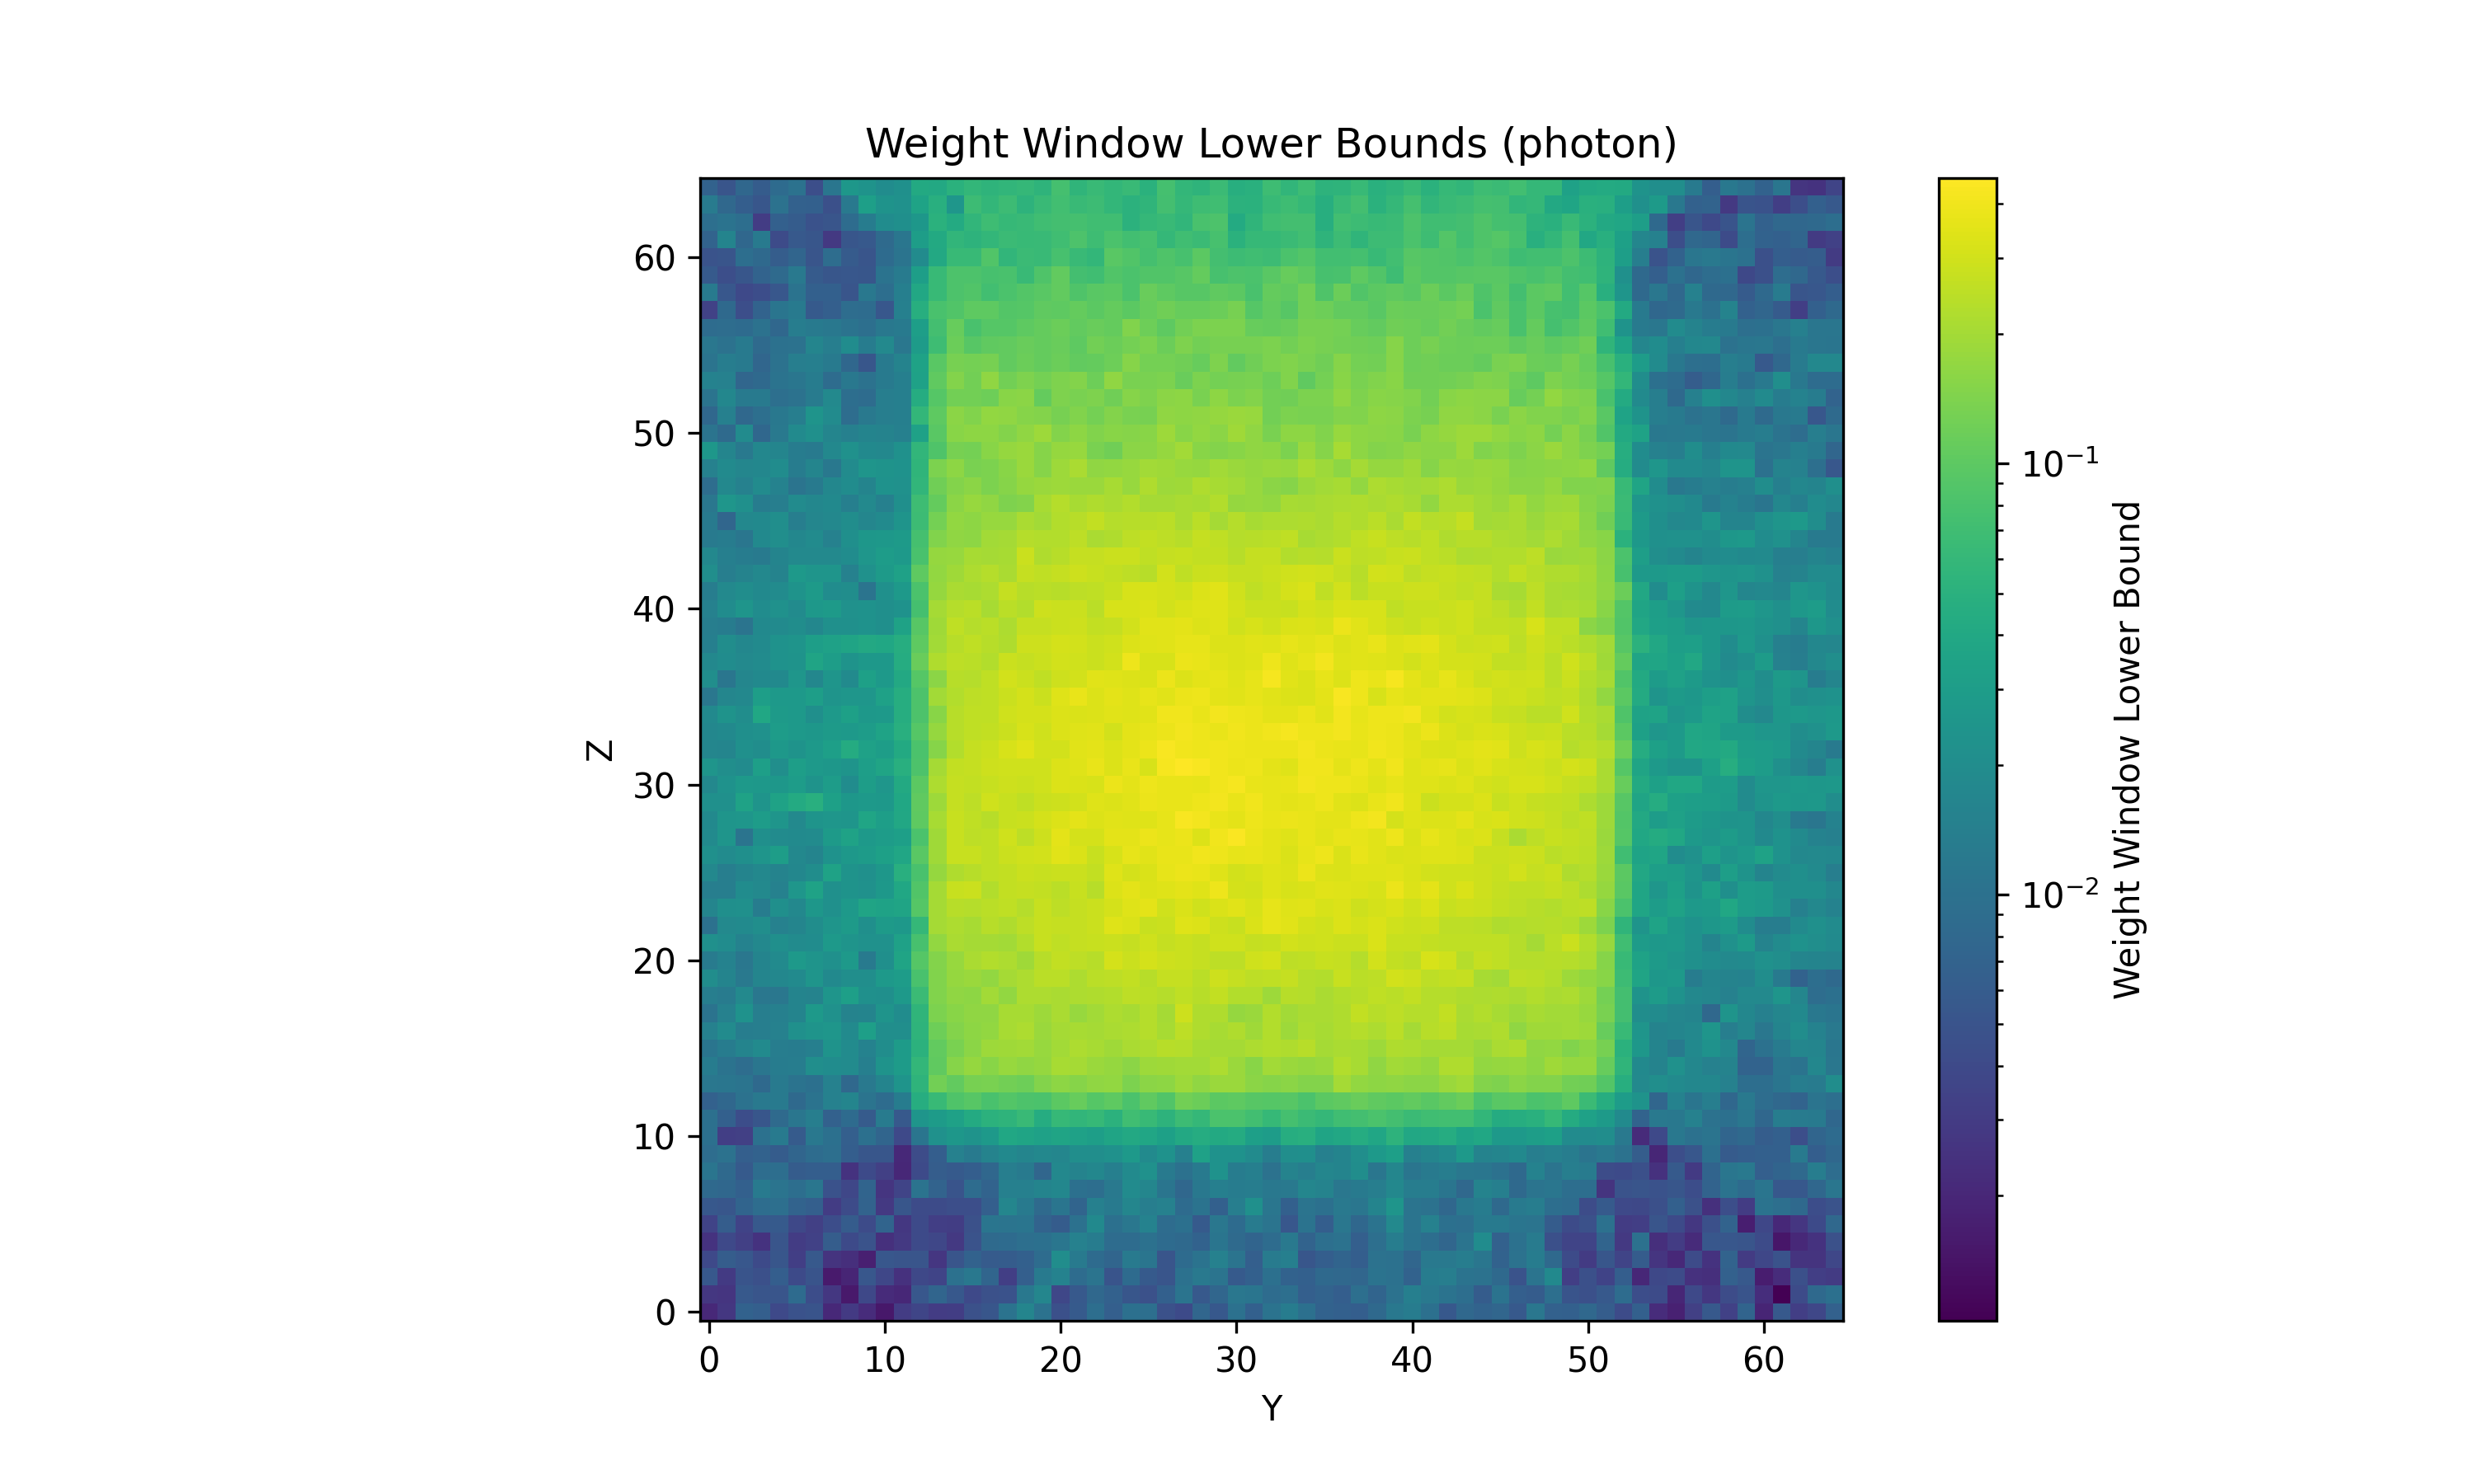 Weight Window Lower Bounds (photon)
60
50
40
30
20
10
0
Z
0 10 20 30 40 50 60
Y
10⁻¹
10⁻²
Weight Window Lower Bound